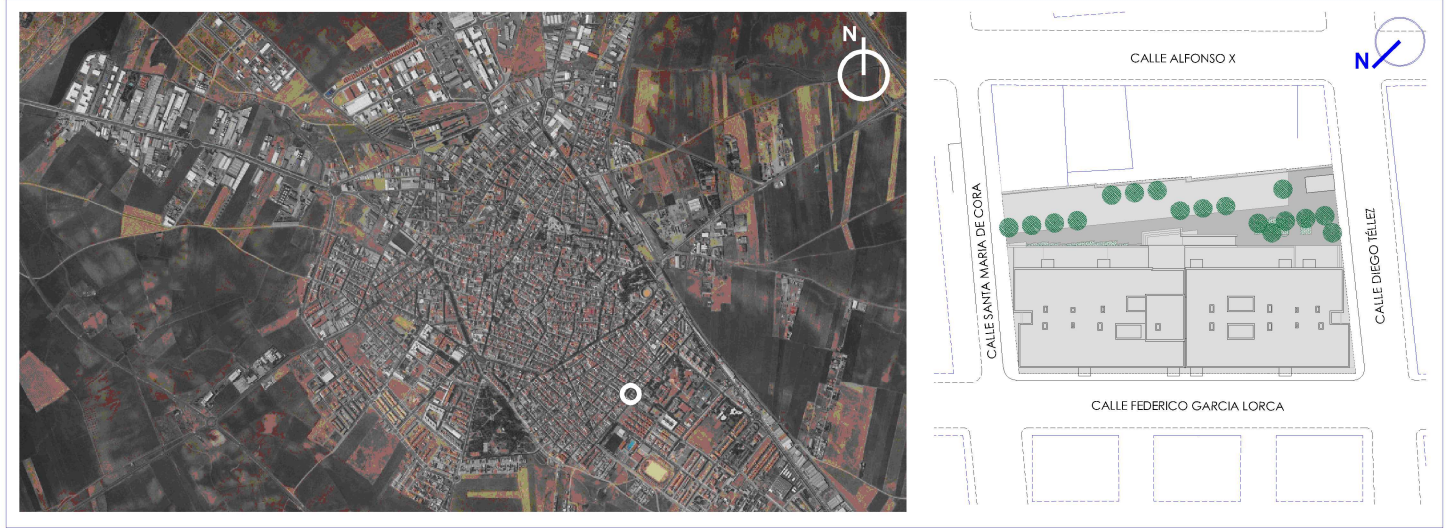 N
CALLE ALFONSO X
N
CALLE SANTA MARIA DE CORA
CALLE DIEGO TÉLLEZ
CALLE FEDERICO GARCIA LORCA